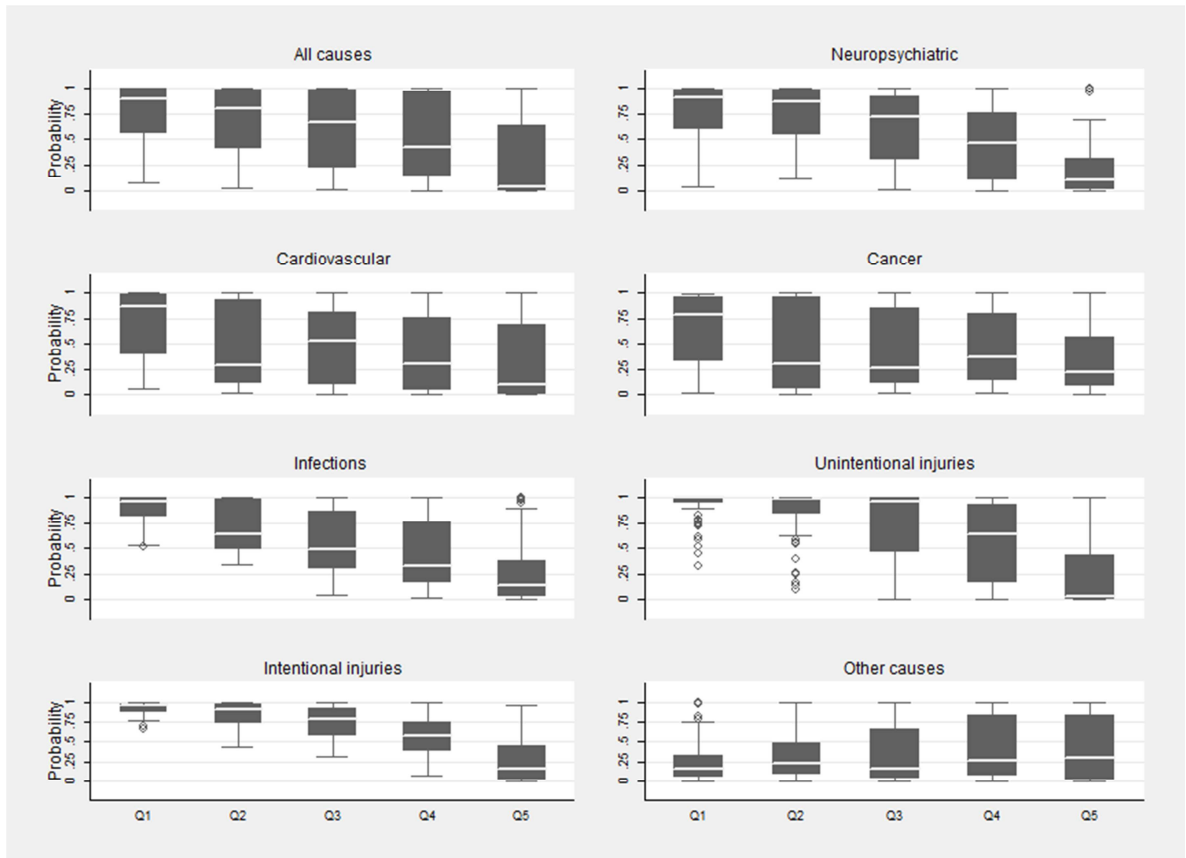 All causes
Neuropsychiatric
Probability
1
.75
.5
.25
0
1
.75
.5
.25
0
Cardiovascular
Cancer
Probability
1
.75
.5
.25
0
1
.75
.5
.25
0
Infections
Unintentional injuries
Probability
1
.75
.5
.25
0
1
.75
.5
.25
0
Intentional injuries
Other causes
Probability
1
.75
.5
.25
0
1
.75
.5
.25
0
Q1 Q2 Q3 Q4 Q5
Q1 Q2 Q3 Q4 Q5